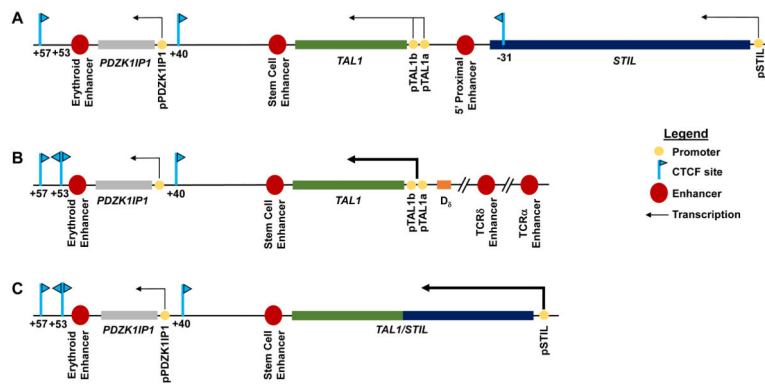 A
+57
+53
Erythroid
Enhancer
PDZK1IP1
pPDZK1IP1
+40
Stem Cell
Enhancer
TAL1
pTAL1b
pTAL1a
5' Proximal
Enhancer
-31
STIL
pSTIL
B
+57
+53
Erythroid
Enhancer
PDZK1IP1
+40
Stem Cell
Enhancer
TAL1
pTAL1b
pTAL1a
Dδ
TCRδ
Enhancer
TCRα
Enhancer
Legend
Promoter
CTCF site
Enhancer
Transcription
C
+57
+53
Erythroid
Enhancer
PDZK1IP1
pPDZK1IP1
+40
Stem Cell
Enhancer
TAL1/STIL
pSTIL